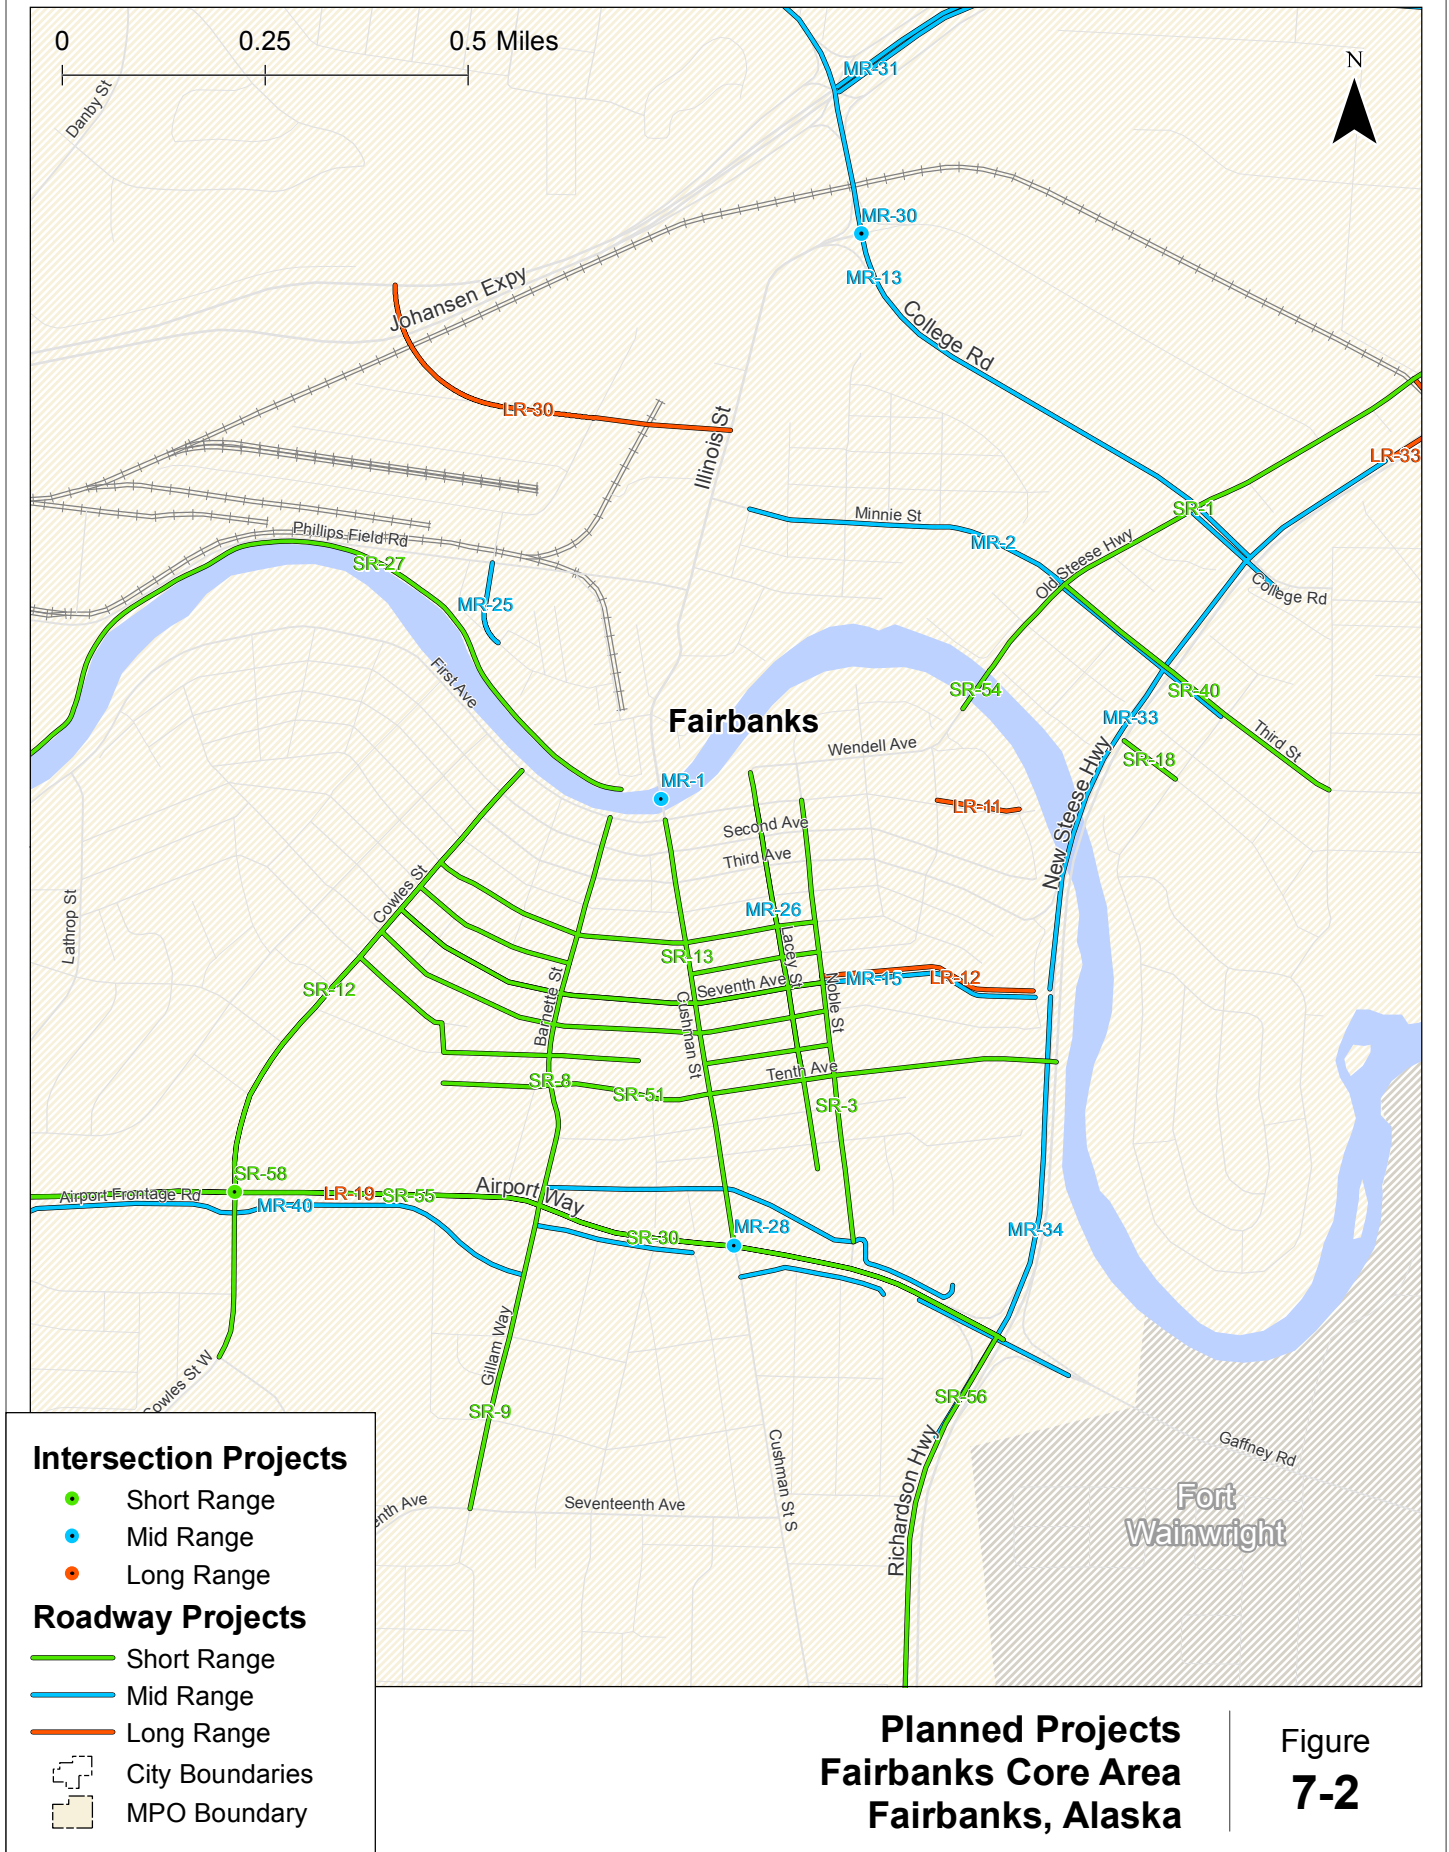 0 0.25 0.5 Miles
N
Danby St
MR-31
MR-30
MR-13
Johansen Expy
College Rd
LR-30
Illinois St
LR-33
SR-1
Minnie St
MR-2
Old Steese Hwy
Phillips Field Rd
SR-27
College Rd
MR-25
First Ave
SR-54
SR-40
Fairbanks
MR-33
Third St
Wendell Ave
SR-18
MR-1
New Steese Hwy
LR-11
Second Ave
Third Ave
Cowles St
Lathrop St
MR-26
Lacey St
SR-13
SR-12
Barnette St
Seventh Ave
Cushman St
Noble St
MR-15
LR-12
Tenth Ave
SR-8
SR-51
SR-3
SR-58
Airport Frontage Rd
LR-19
SR-55
MR-40
Airport Way
SR-30
MR-28
MR-34
Gillam Way
Cowles St W
SR-56
SR-9
Richardson Hwy
Cushman St S
Gaffney Rd
enth Ave
Seventeenth Ave
Fort
Wainwright
Intersection Projects
Short Range
Mid Range
Long Range
Roadway Projects
Short Range
Mid Range
Long Range
City Boundaries
MPO Boundary
Planned Projects
Fairbanks Core Area
Fairbanks, Alaska
Figure
7-2